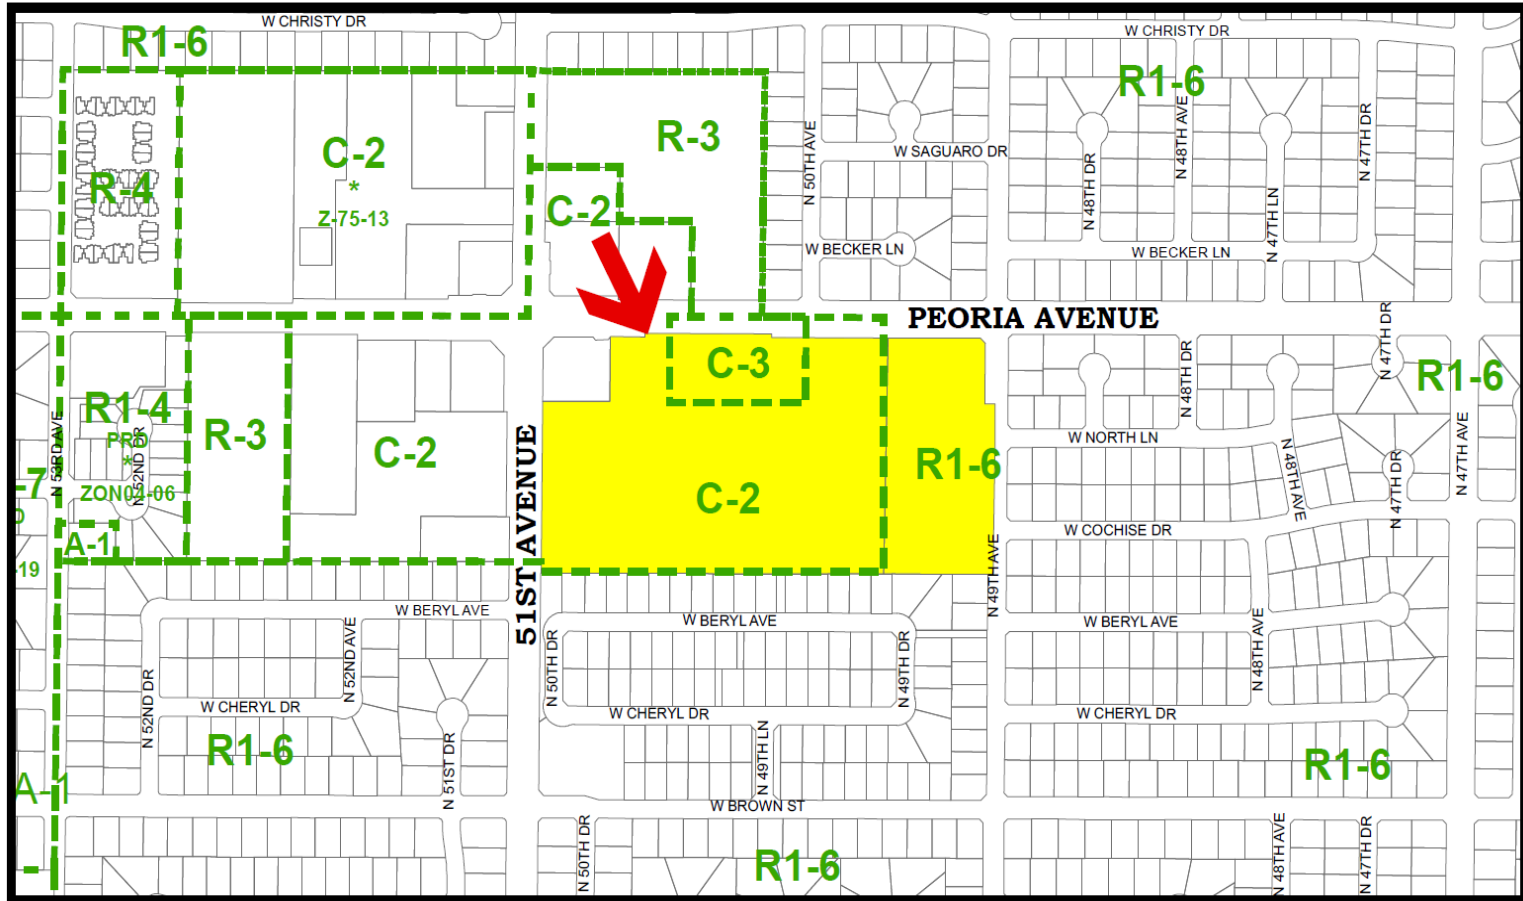 W CHRISTY DR
W CHRISTY DR
R1-6
R1-6
N 50TH AVE
N 48TH AVE
N 47TH DR
C-2
*
Z-75-13
R-3
W SAGUARO DR
R-4
N 48TH DR
N 47TH LN
C-2
W BECKER LN
W BECKER LN
PEORIA AVENUE
N 47TH DR
C-3
N 48TH DR
R1-6
R1-4
PRD
*
N 52ND DR
N 53RD AVE
ZON04-06
R-3
C-2
51ST AVENUE
C-2
R1-6
W NORTH LN
N 48TH AVE
N 47TH DR
N 47TH AVE
-7
A-1
-19
W COCHISE DR
N 49TH AVE
W BERYL AVE
W BERYL AVE
W BERYL AVE
N 52ND DR
N 52ND AVE
N 50TH DR
N 49TH DR
N 48TH AVE
W CHERYL DR
W CHERYL DR
W CHERYL DR
R1-6
N 51ST DR
N 49TH LN
R1-6
A-1
W BROWN ST
N 50TH DR
R1-6
N 48TH AVE
N 47TH DR